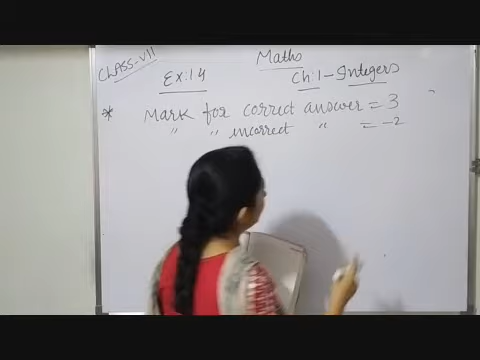 CLASS-VII
Maths
Ex:1.4
Ch:1-Integers
* Mark for correct answer = 3
" " incorrect " = -2